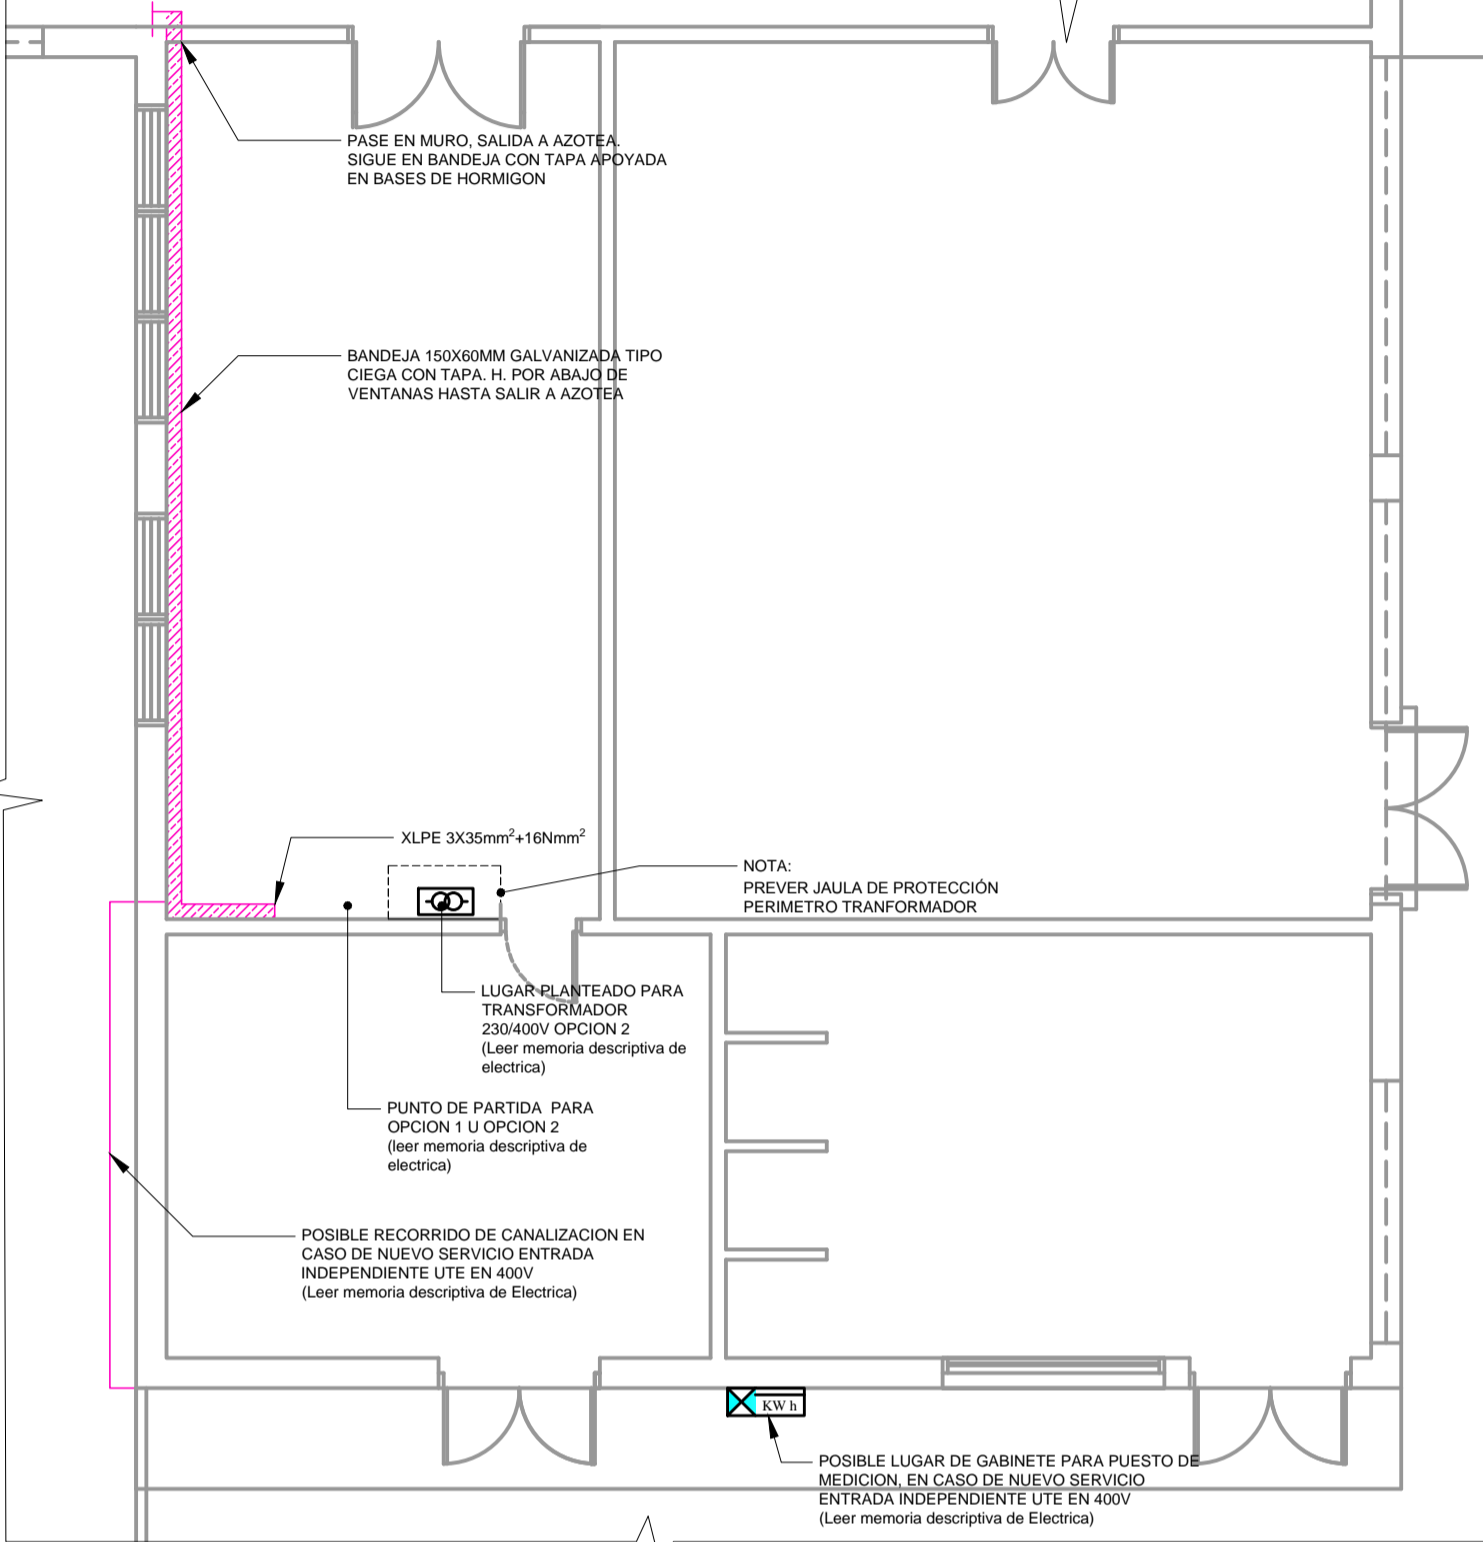 PASE EN MURO, SALIDA A AZOTEA.
SIGUE EN BANDEJA CON TAPA APOYADA
EN BASES DE HORMIGON
BANDEJA 150X60MM GALVANIZADA TIPO
CIEGA CON TAPA. H. POR ABAJO DE
VENTANAS HASTA SALIR A AZOTEA
XLPE 3X35mm²+16Nmm²
NOTA:
PREVER JAULA DE PROTECCIÓN
PERIMETRO TRANFORMADOR
LUGAR PLANTEADO PARA
TRANSFORMADOR
230/400V OPCION 2
(Leer memoria descriptiva de
electrica)
PUNTO DE PARTIDA PARA
OPCION 1 U OPCION 2
(leer memoria descriptiva de
electrica)
POSIBLE RECORRIDO DE CANALIZACION EN
CASO DE NUEVO SERVICIO ENTRADA
INDEPENDIENTE UTE EN 400V
(Leer memoria descriptiva de Electrica)
KW h
POSIBLE LUGAR DE GABINETE PARA PUESTO DE
MEDICION, EN CASO DE NUEVO SERVICIO
ENTRADA INDEPENDIENTE UTE EN 400V
(Leer memoria descriptiva de Electrica)